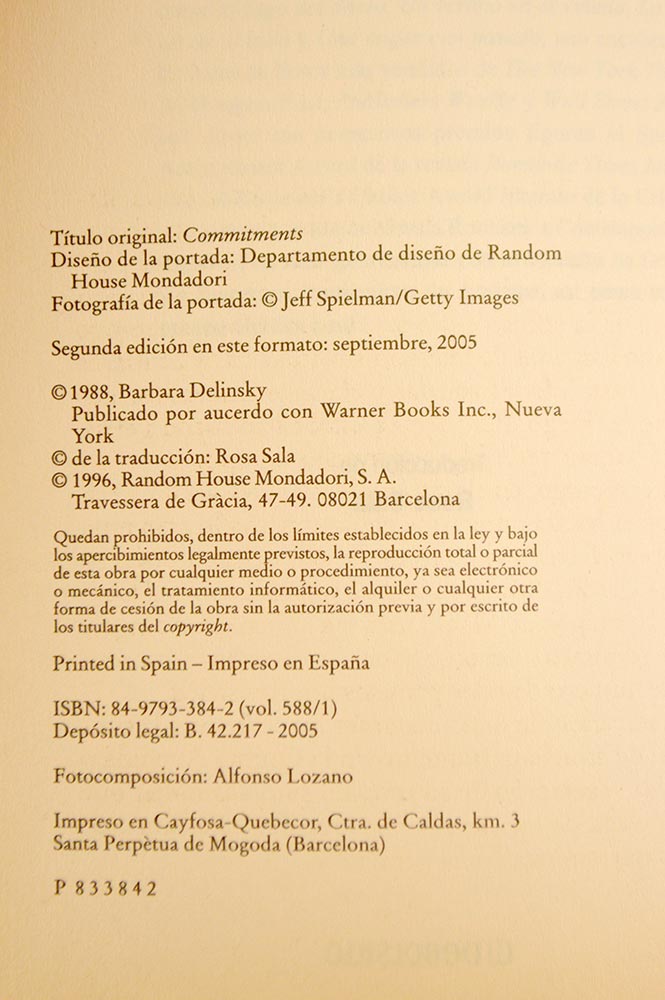 Título original: Commitments
Diseño de la portada: Departamento de diseño de Random
House Mondadori
Fotografía de la portada: © Jeff Spielman/Getty Images
Segunda edición en este formato: septiembre, 2005
© 1988, Barbara Delinsky
Publicado por aucerdo con Warner Books Inc., Nueva
York
© de la traducción: Rosa Sala
© 1996, Random House Mondadori, S. A.
Travessera de Gràcia, 47-49. 08021 Barcelona
Quedan prohibidos, dentro de los límites establecidos en la ley y bajo
los apercibimientos legalmente previstos, la reproducción total o parcial
de esta obra por cualquier medio o procedimiento, ya sea electrónico
o mecánico, el tratamiento informático, el alquiler o cualquier otra
forma de cesión de la obra sin la autorización previa y por escrito de
los titulares del copyright.
Printed in Spain – Impreso en España
ISBN: 84-9793-384-2 (vol. 588/1)
Depósito legal: B. 42.217 - 2005
Fotocomposición: Alfonso Lozano
Impreso en Cayfosa-Quebecor, Ctra. de Caldas, km. 3
Santa Perpètua de Mogoda (Barcelona)
P 833842